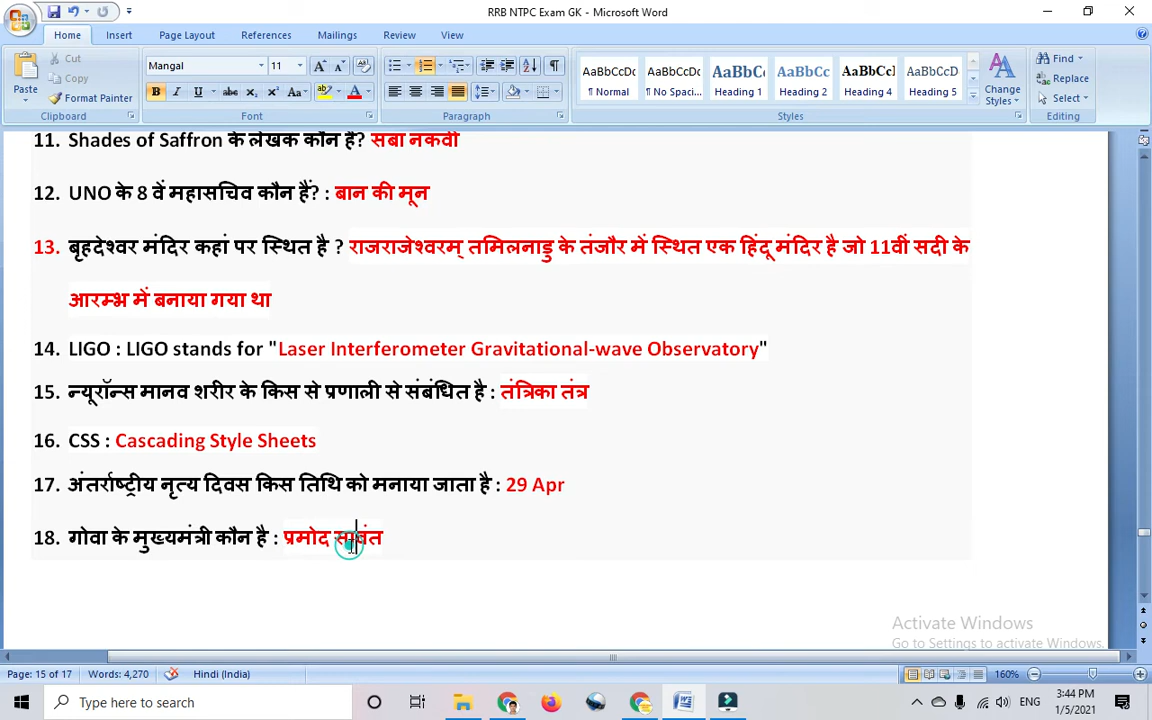 RRB NTPC Exam GK - Microsoft Word
Home Insert Page Layout References Mailings Review View
Paste
Cut
Copy
Format Painter
Clipboard
Mangal 11
Font
Paragraph
AaBbCcDc AaBbCcDc AaBbC AaBbCc AaBbCcI AaBbCcD
¶ Normal ¶ No Spaci... Heading 1 Heading 2 Heading 4 Heading 5
Change Styles
Styles
Find
Replace
Select
Editing
11. Shades of Saffron के लेखक कौन हैं? सबा नकवी
12. UNO के 8 वें महासचिव कौन हैं? : बान की मून
13. बृहदेश्वर मंदिर कहां पर स्थित है ? राजराजेश्वरम् तमिलनाडु के तंजौर में स्थित एक हिंदू मंदिर है जो 11वीं सदी के
आरम्भ में बनाया गया था
14. LIGO : LIGO stands for "Laser Interferometer Gravitational-wave Observatory"
15. न्यूरॉन्स मानव शरीर के किस से प्रणाली से संबंधित है : तंत्रिका तंत्र
16. CSS : Cascading Style Sheets
17. अंतर्राष्ट्रीय नृत्य दिवस किस तिथि को मनाया जाता है : 29 Apr
18. गोवा के मुख्यमंत्री कौन है : प्रमोद सावंत
Activate Windows
Go to Settings to activate Windows.
Page: 15 of 17 Words: 4,270 Hindi (India) 160%
Type here to search
ENG
3:44 PM
1/5/2021